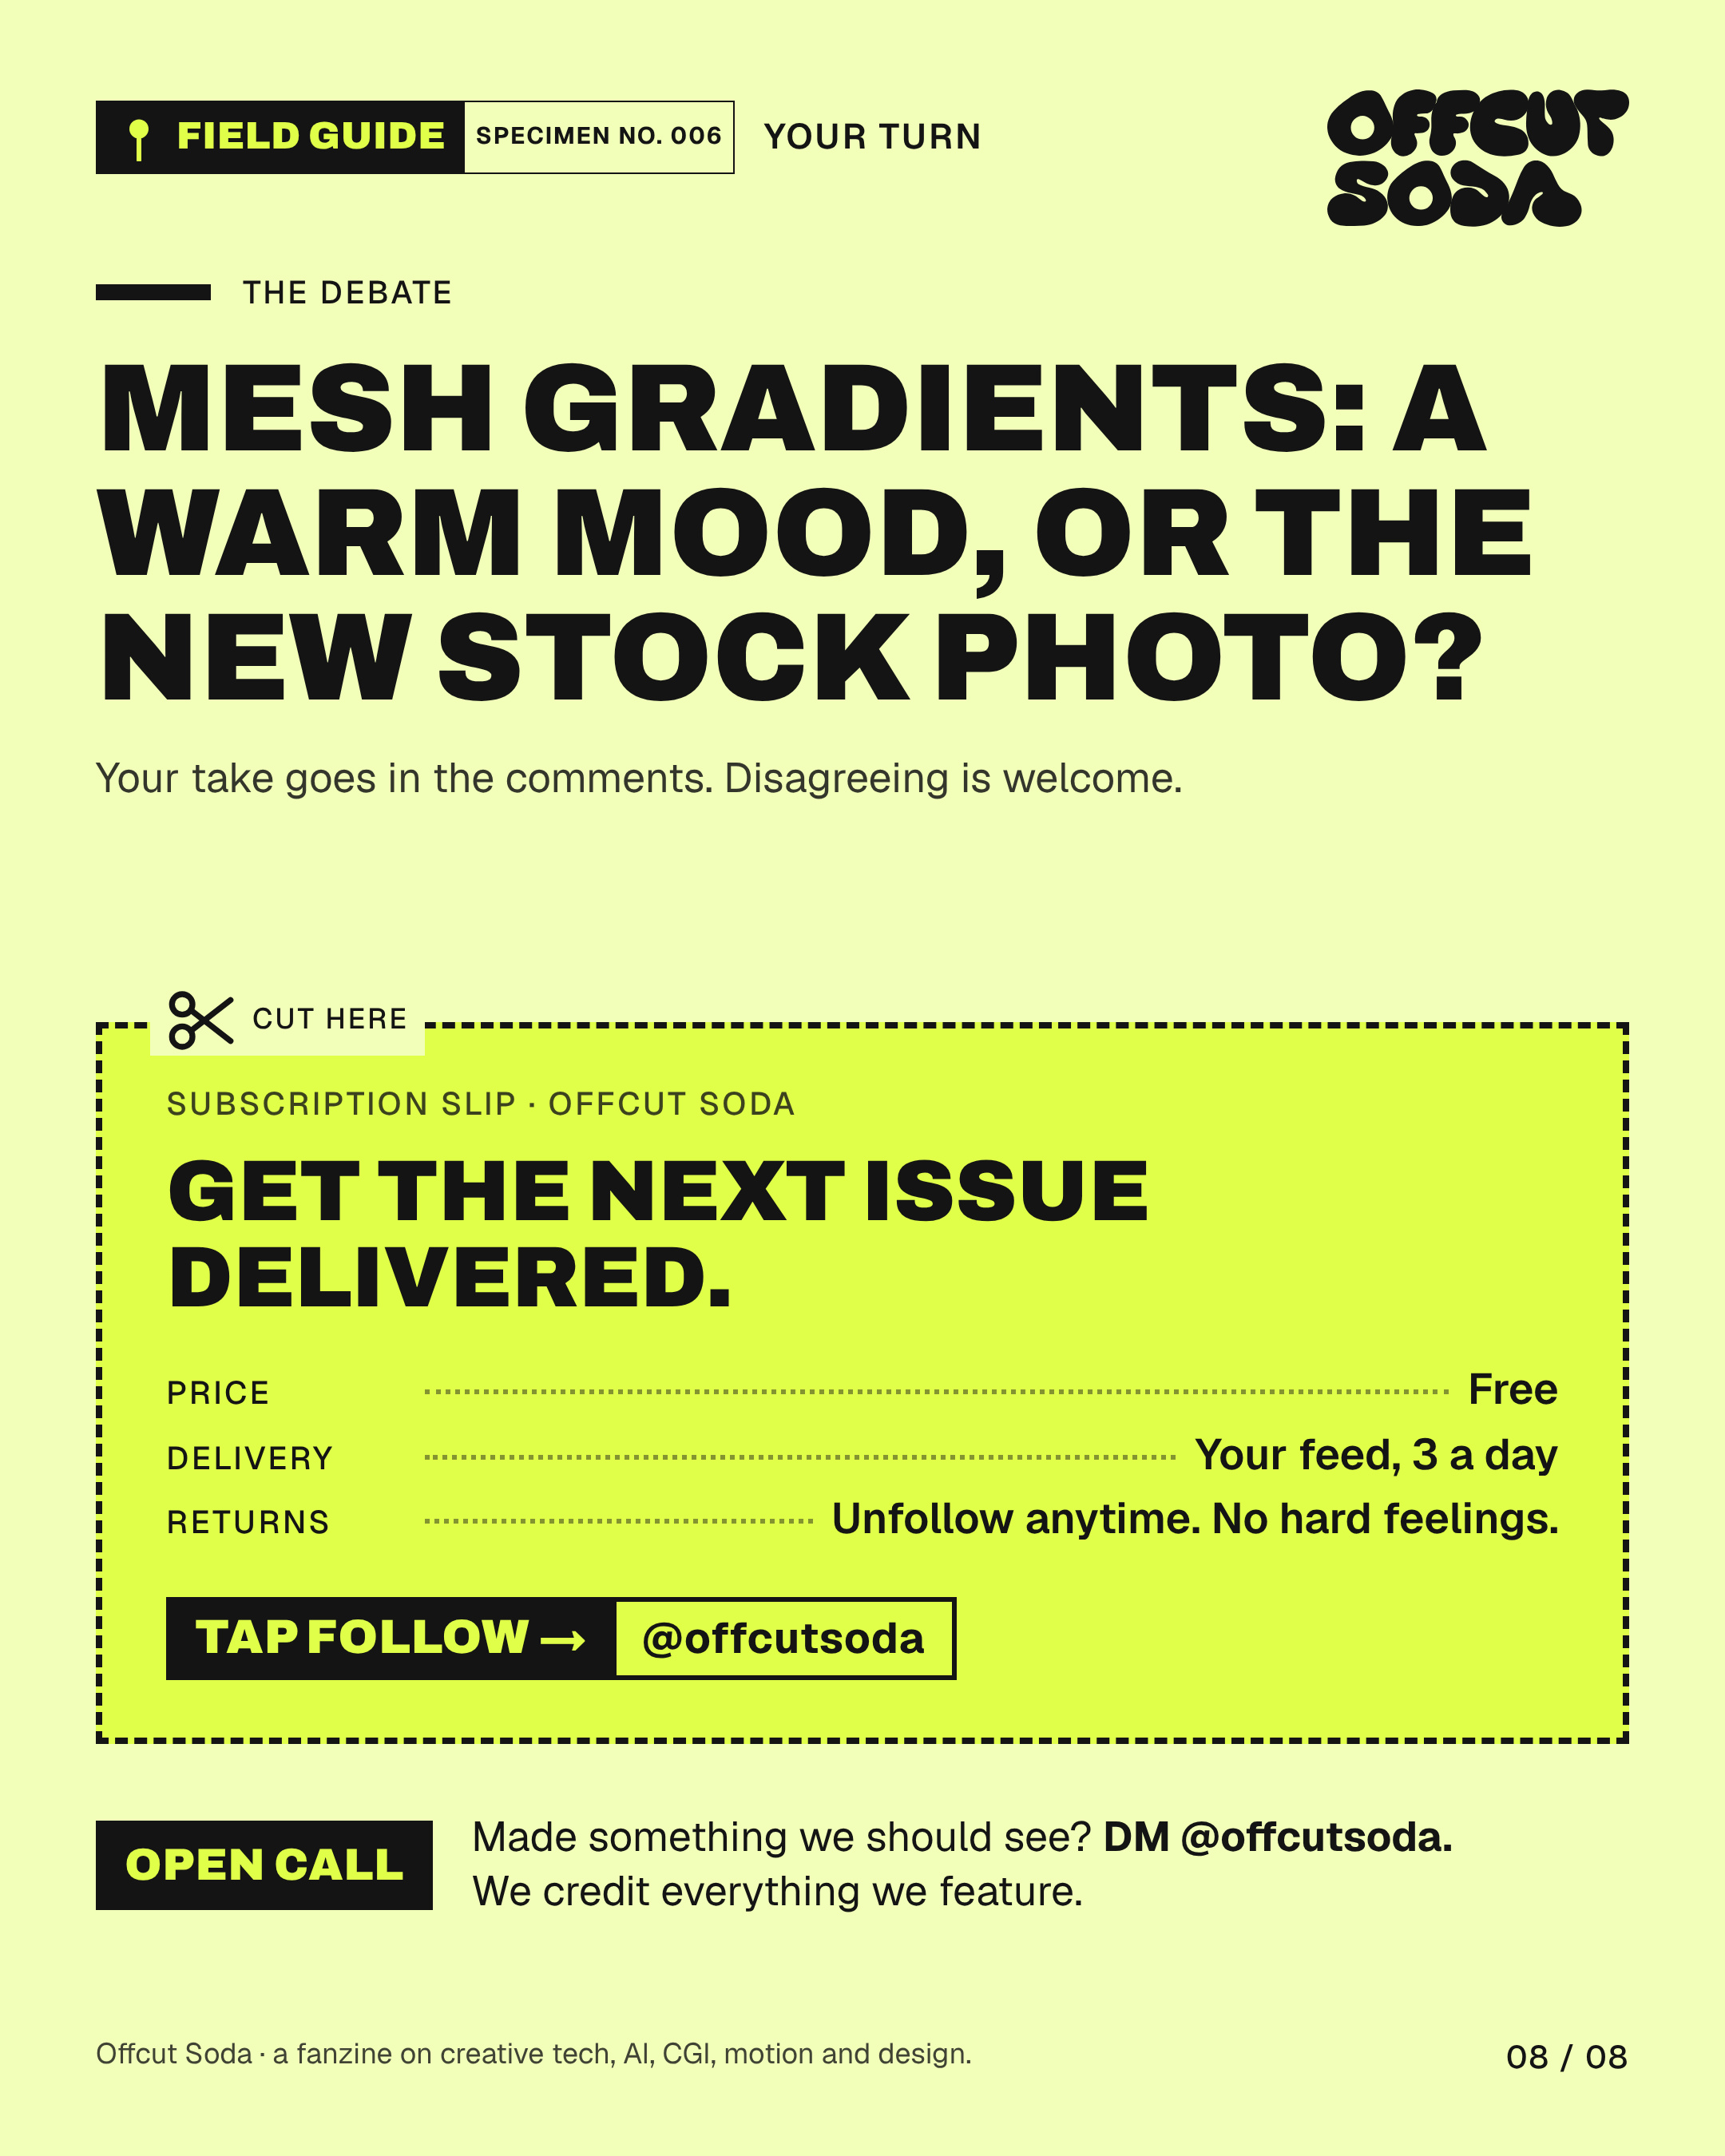 FIELD GUIDE SPECIMEN NO. 006 YOUR TURN
OFFCUT
SODA
THE DEBATE
MESH GRADIENTS: A
WARM MOOD, OR THE
NEW STOCK PHOTO?
Your take goes in the comments. Disagreeing is welcome.
CUT HERE
SUBSCRIPTION SLIP · OFFCUT SODA
GET THE NEXT ISSUE
DELIVERED.
PRICE Free
DELIVERY Your feed, 3 a day
RETURNS Unfollow anytime. No hard feelings.
TAP FOLLOW → @offcutsoda
OPEN CALL
Made something we should see? DM @offcutsoda.
We credit everything we feature.
Offcut Soda · a fanzine on creative tech, AI, CGI, motion and design.
08 / 08